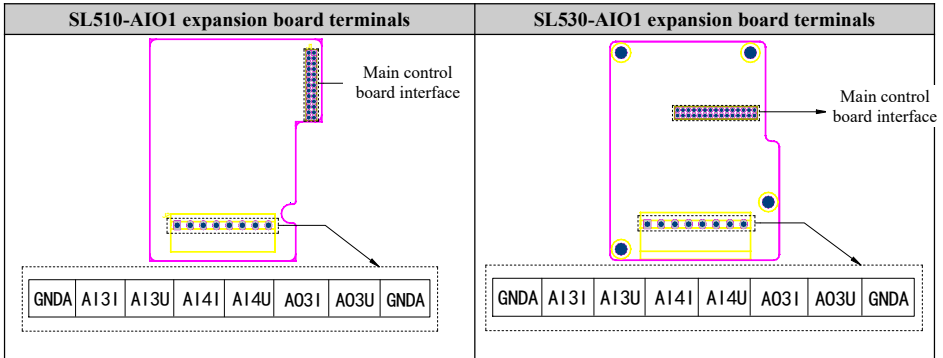 SL510-AIO1 expansion board terminals
Main control
board interface
GNDA AI3I AI3U AI4I AI4U AO3I AO3U GNDA
SL530-AIO1 expansion board terminals
Main control
board interface
GNDA AI3I AI3U AI4I AI4U AO3I AO3U GNDA